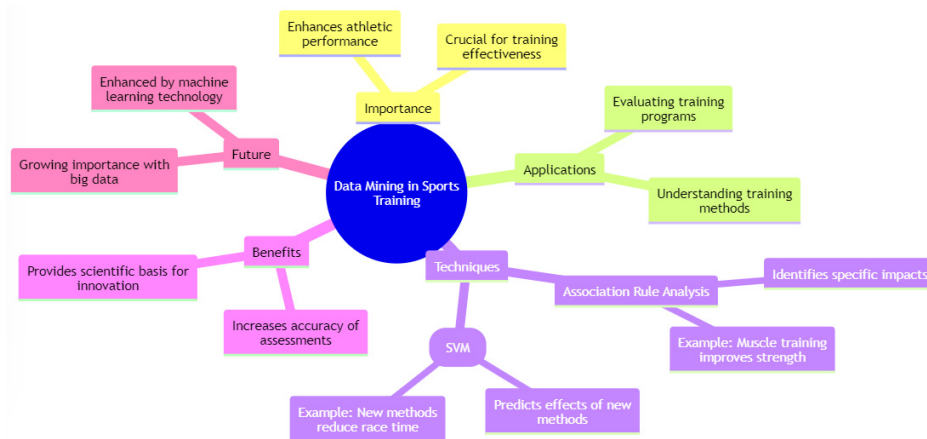 Enhances athletic
performance
Crucial for training
effectiveness
Importance
Enhanced by machine
learning technology
Growing importance with
big data
Future
Data Mining in Sports
Training
Evaluating training
programs
Applications
Understanding training
methods
Benefits
Provides scientific basis for
innovation
Increases accuracy of
assessments
Techniques
Association Rule Analysis
Identifies specific impacts
Example: Muscle training
improves strength
SVM
Example: New methods
reduce race time
Predicts effects of new
methods